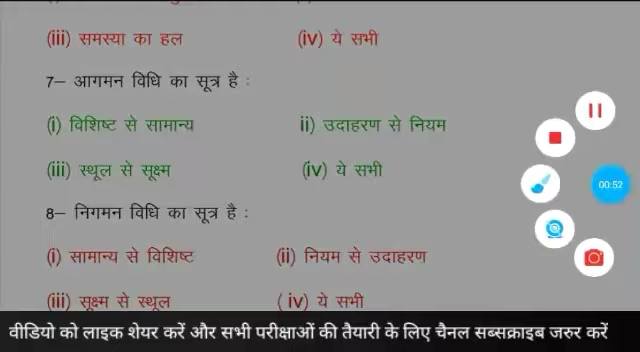 (iii) समस्या का हल (iv) ये सभी
7– आगमन विधि का सूत्र है :
(i) विशिष्ट से सामान्य ii) उदाहरण से नियम
(iii) स्थूल से सूक्ष्म (iv) ये सभी
8– निगमन विधि का सूत्र है :
(i) सामान्य से विशिष्ट (ii) नियम से उदाहरण
(iii) सूक्ष्म से स्थूल ( iv) ये सभी
00:52
वीडियो को लाइक शेयर करें और सभी परीक्षाओं की तैयारी के लिए चैनल सब्सक्राइब जरुर करें